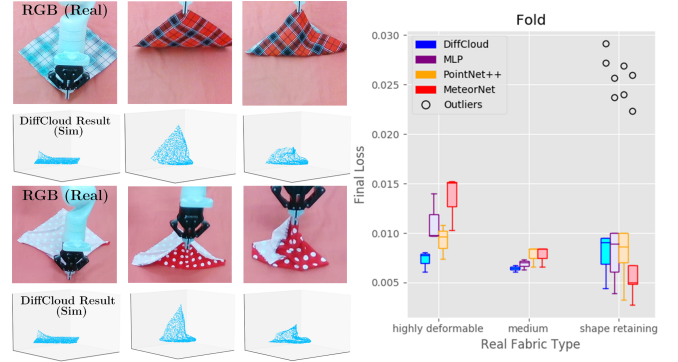 RGB (Real)
DiffCloud Result
(Sim)
RGB (Real)
DiffCloud Result
(Sim)
Fold
DiffCloud
MLP
PointNet++
MeteorNet
Outliers
Final Loss
0.030
0.025
0.020
0.015
0.010
0.005
highly deformable
medium
shape retaining
Real Fabric Type